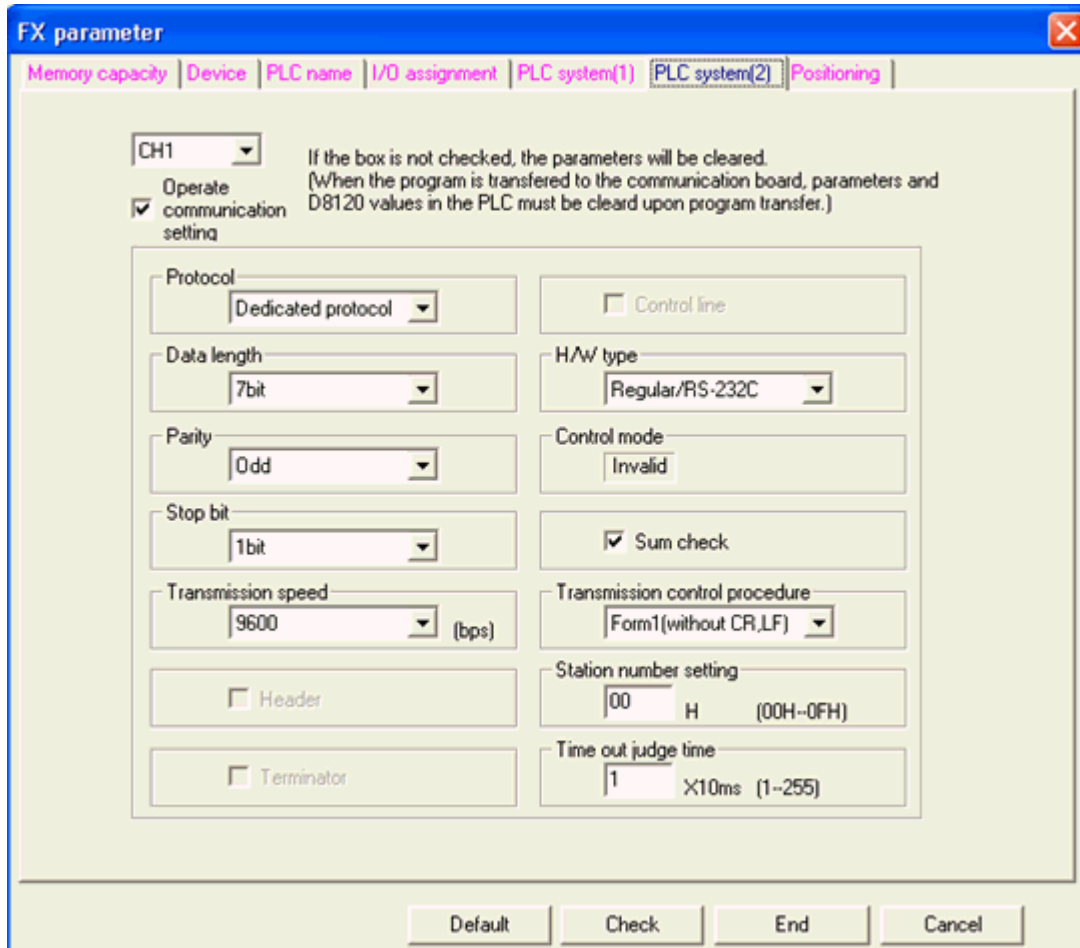 FX parameter
Memory capacity Device PLC name I/O assignment PLC system(1) PLC system(2) Positioning
CH1
If the box is not checked, the parameters will be cleared.
(When the program is transfered to the communication board, parameters and
D8120 values in the PLC must be cleard upon program transfer.)
Operate
communication
setting
Protocol
Dedicated protocol
Control line
Data length
7bit
H/W type
Regular/RS-232C
Parity
Odd
Control mode
Invalid
Stop bit
1bit
Sum check
Transmission speed
9600 (bps)
Transmission control procedure
Form1(without CR,LF)
Header
Station number setting
00 H (00H--0FH)
Terminator
Time out judge time
1 X10ms (1--255)
Default Check End Cancel